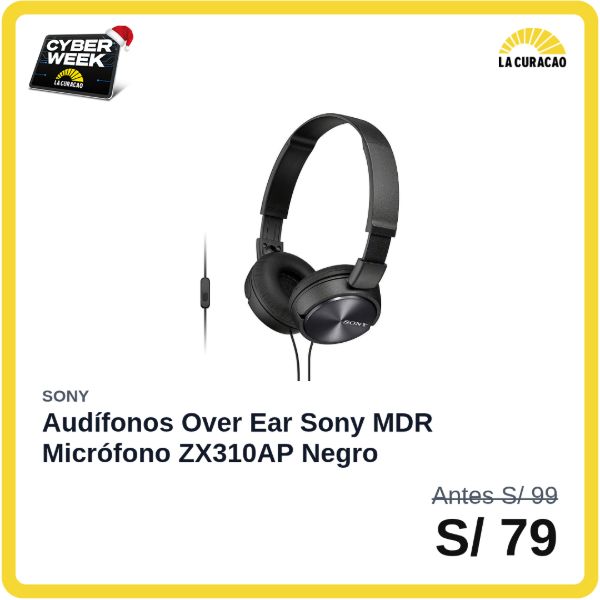 CYBER
WEEK
LA CURACAO
LA CURACAO
SONY
SONY
Audífonos Over Ear Sony MDR
Micrófono ZX310AP Negro
Antes S/ 99
S/ 79